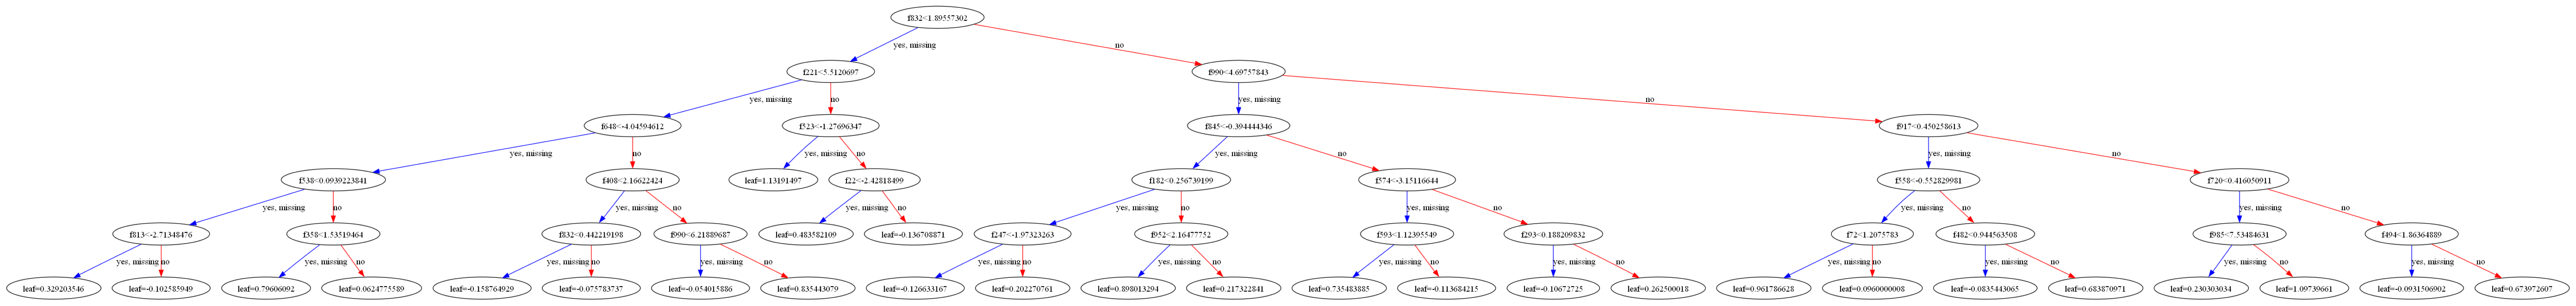 f832<1.89557302
yes, missing
no
f221<5.5120697
f990<4.69757843
yes, missing
no
yes, missing
no
f648<-4.04594612
f523<-1.27696347
f845<-0.394444346
f917<0.450258613
yes, missing
no
yes, missing
no
yes, missing
no
yes, missing
no
f538<0.0939223841
f408<2.16622424
leaf=1.13191497
f22<-2.42818499
f182<0.256739199
f574<-3.15116644
f558<-0.552829981
f720<0.416050911
yes, missing
no
yes, missing
no
yes, missing
no
yes, missing
no
yes, missing
no
yes, missing
no
yes, missing
no
f813<-2.71348476
f358<1.53519464
f832<0.442219198
f990<6.21889687
leaf=0.483582109
leaf=-0.136708871
f247<-1.97323263
f952<2.16477752
f593<1.12395549
f293<0.188209832
f72<1.2075783
f482<0.944563508
f985<7.53484631
f494<1.86364889
yes, missing
no
yes, missing
no
yes, missing
no
yes, missing
no
yes, missing
no
yes, missing
no
yes, missing
no
yes, missing
no
yes, missing
no
yes, missing
no
yes, missing
no
yes, missing
no
leaf=0.329203546
leaf=-0.102585949
leaf=0.79606092
leaf=0.0624775589
leaf=-0.158764929
leaf=-0.075783737
leaf=-0.054015886
leaf=0.835443079
leaf=-0.126633167
leaf=0.202270761
leaf=0.898013294
leaf=0.217322841
leaf=0.735483885
leaf=-0.113684215
leaf=-0.10672725
leaf=0.262500018
leaf=0.961786628
leaf=0.0960000008
leaf=-0.0835443065
leaf=0.683870971
leaf=0.230303034
leaf=1.09739661
leaf=-0.0931506902
leaf=0.673972607